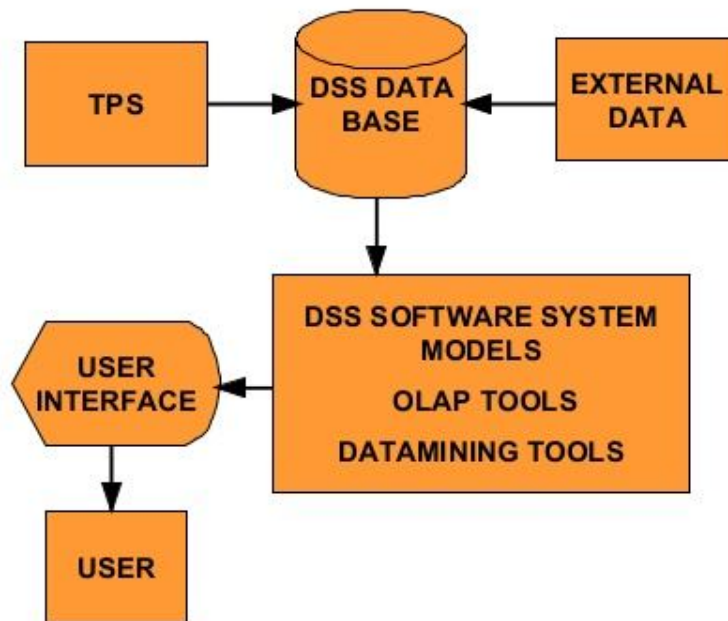 TPS
DSS DATA
BASE
EXTERNAL
DATA
DSS SOFTWARE SYSTEM
MODELS
OLAP TOOLS
DATAMINING TOOLS
USER
INTERFACE
USER